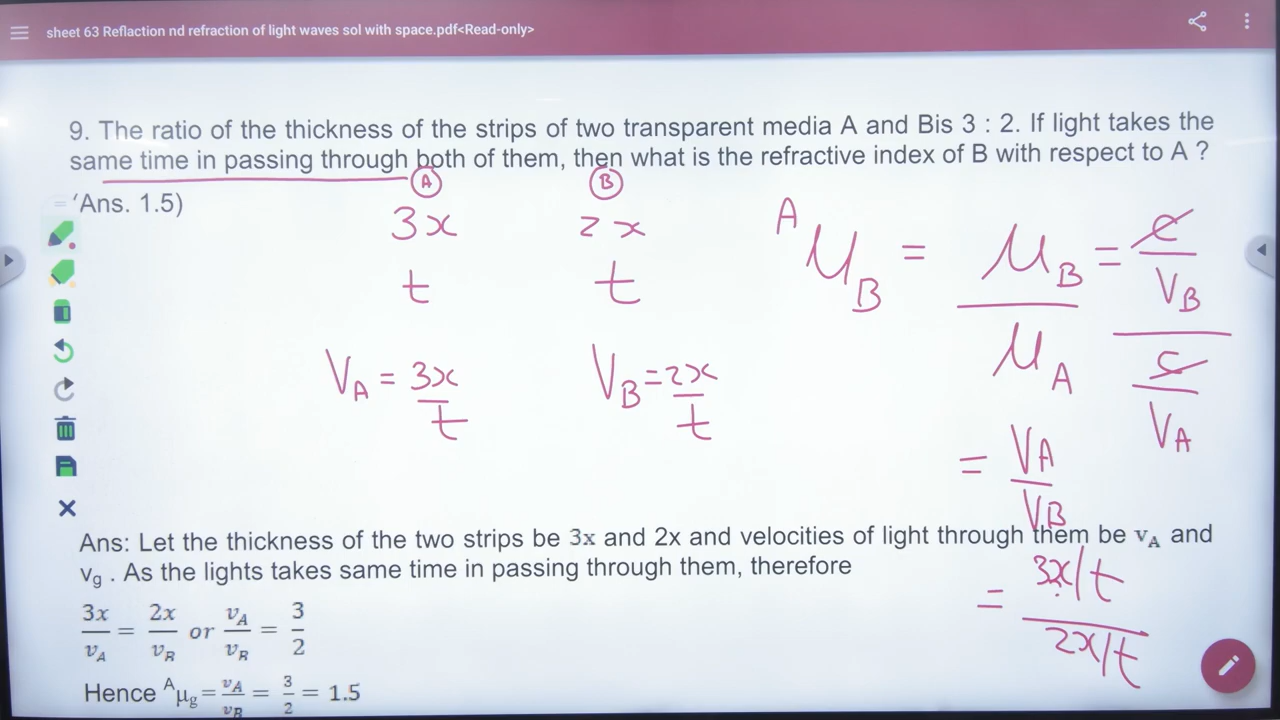 sheet 63 Reflaction nd refraction of light waves sol with space.pdf<Read-only>
9. The ratio of the thickness of the strips of two transparent media A and Bis 3 : 2. If light takes the
same time in passing through both of them, then what is the refractive index of B with respect to A ?
= ‘Ans. 1.5)
A B
3x 2x
t t
V_A = 3x/t V_B = 2x/t
^Aμ_B = μ_B/μ_A = (c/V_B)/(c/V_A)
= V_A/V_B
= (3x/t)/(2x/t)
Ans: Let the thickness of the two strips be 3x and 2x and velocities of light through them be v_A and
v_g . As the lights takes same time in passing through them, therefore
3x/v_A = 2x/v_R or v_A/v_R = 3/2
Hence ^Aμ_g = v_A/v_R = 3/2 = 1.5